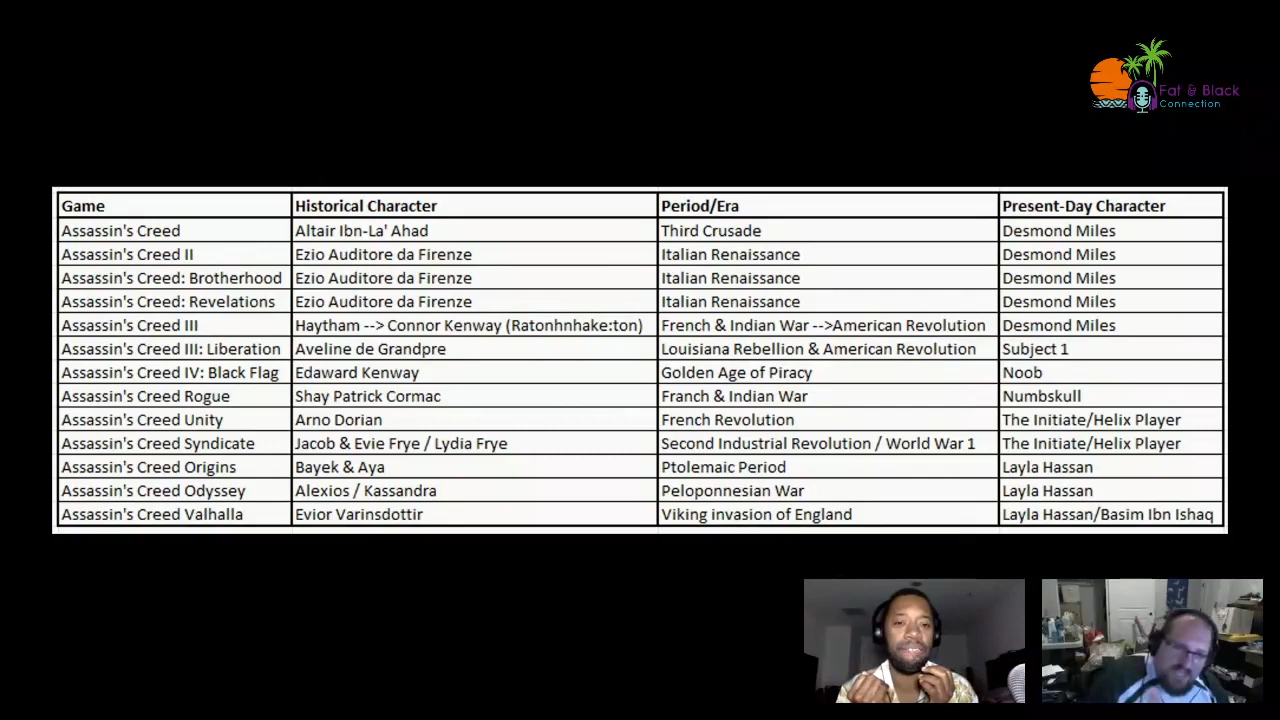 Fat & Black
Connection
Game Historical Character Period/Era Present-Day Character
Assassin's Creed Altair Ibn-La' Ahad Third Crusade Desmond Miles
Assassin's Creed II Ezio Auditore da Firenze Italian Renaissance Desmond Miles
Assassin's Creed: Brotherhood Ezio Auditore da Firenze Italian Renaissance Desmond Miles
Assassin's Creed: Revelations Ezio Auditore da Firenze Italian Renaissance Desmond Miles
Assassin's Creed III Haytham --> Connor Kenway (Ratonhnhake:ton) French & Indian War -->American Revolution Desmond Miles
Assassin's Creed III: Liberation Aveline de Grandpre Louisiana Rebellion & American Revolution Subject 1
Assassin's Creed IV: Black Flag Edaward Kenway Golden Age of Piracy Noob
Assassin's Creed Rogue Shay Patrick Cormac Franch & Indian War Numbskull
Assassin's Creed Unity Arno Dorian French Revolution The Initiate/Helix Player
Assassin's Creed Syndicate Jacob & Evie Frye / Lydia Frye Second Industrial Revolution / World War 1 The Initiate/Helix Player
Assassin's Creed Origins Bayek & Aya Ptolemaic Period Layla Hassan
Assassin's Creed Odyssey Alexios / Kassandra Peloponnesian War Layla Hassan
Assassin's Creed Valhalla Evior Varinsdottir Viking invasion of England Layla Hassan/Basim Ibn Ishaq